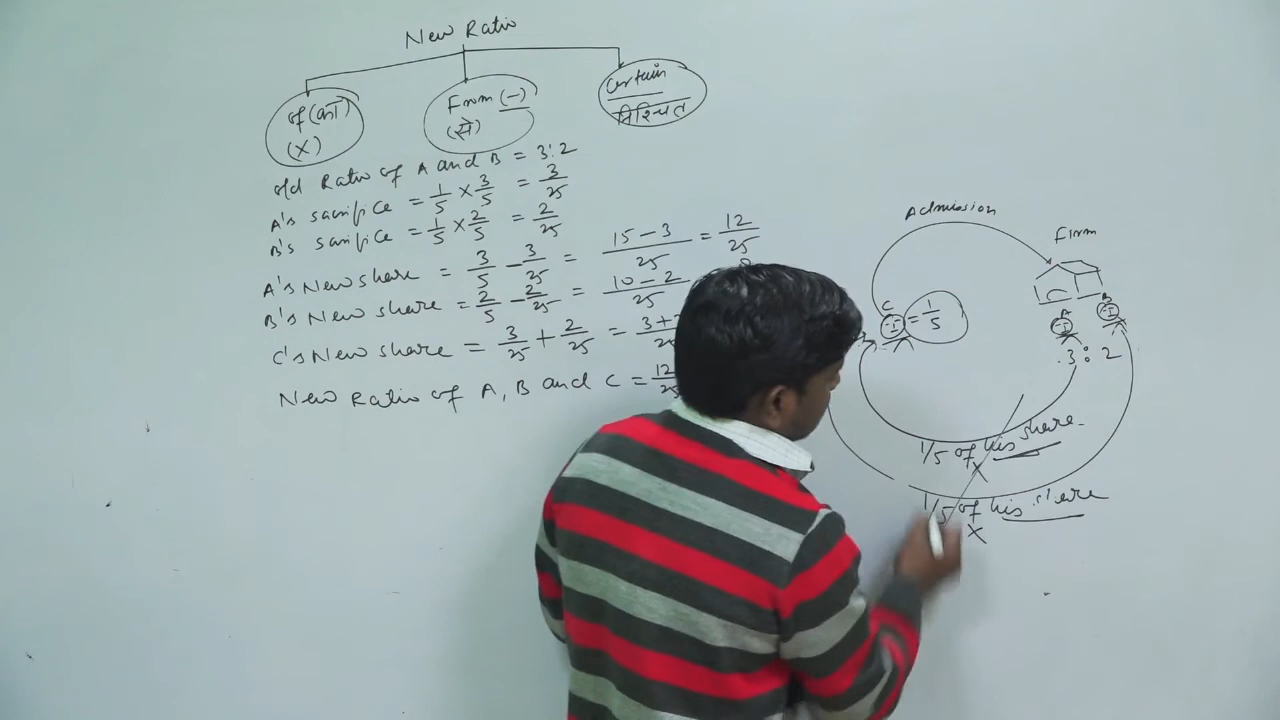 New Ratio
of (का) (X)
From (-) (से)
Certain निश्चित
Old Ratio of A and B = 3:2
A's sacrifice = 1/5 × 3/5 = 3/25
B's sacrifice = 1/5 × 2/5 = 2/25
A's New share = 3/5 - 3/25 = 15-3/25 = 12/25
B's New share = 2/5 - 2/25 = 10-2/25
C's New share = 3/25 + 2/25 = 3+
New Ratio of A, B and C = 12/25
Admission
Firm
C = 1/5
A B
3:2
1/5 of his share
X
1/5 of his share
X